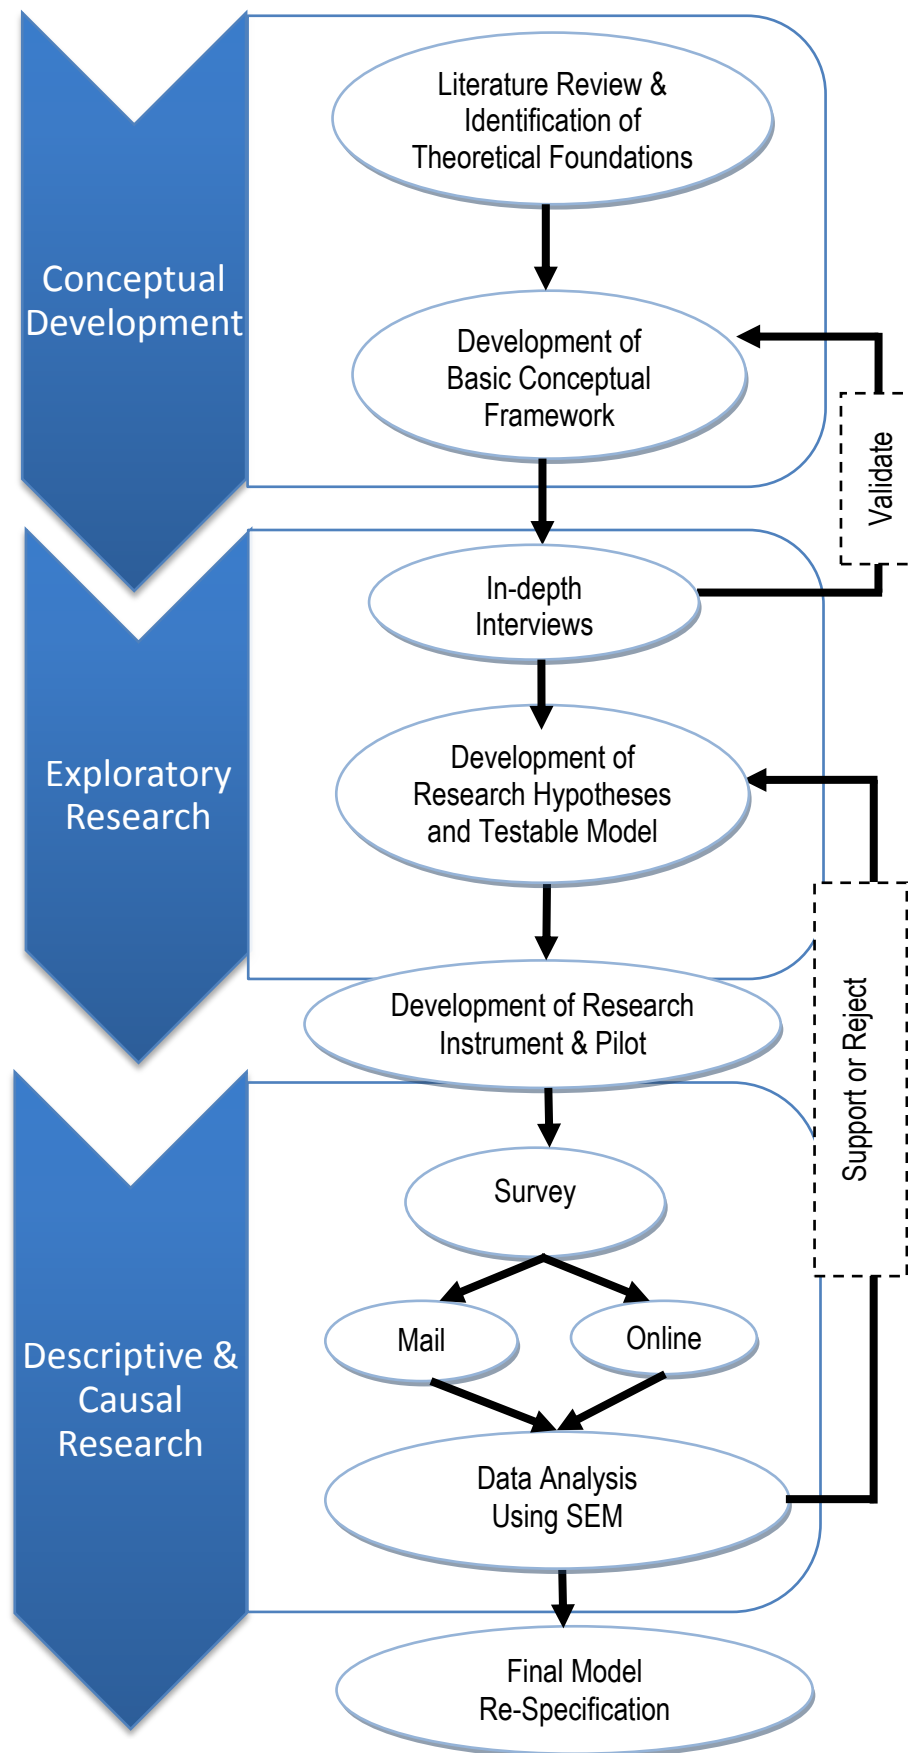 Literature Review &
Identification of
Theoretical Foundations
Conceptual
Development
Development of
Basic Conceptual
Framework
Validate
In-depth
Interviews
Exploratory
Research
Development of
Research Hypotheses
and Testable Model
Development of Research
Instrument & Pilot
Support or Reject
Survey
Mail
Online
Descriptive &
Causal
Research
Data Analysis
Using SEM
Final Model
Re-Specification